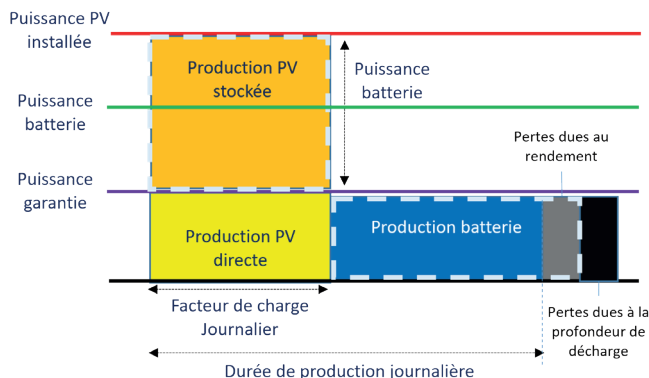 Puissance PV
installée
Production PV
stockée
Puissance
batterie
Puissance
batterie
Pertes dues au
rendement
Puissance
garantie
Production batterie
Production PV
directe
Facteur de charge
Journalier
Pertes dues à la
profondeur de
décharge
Durée de production journalière